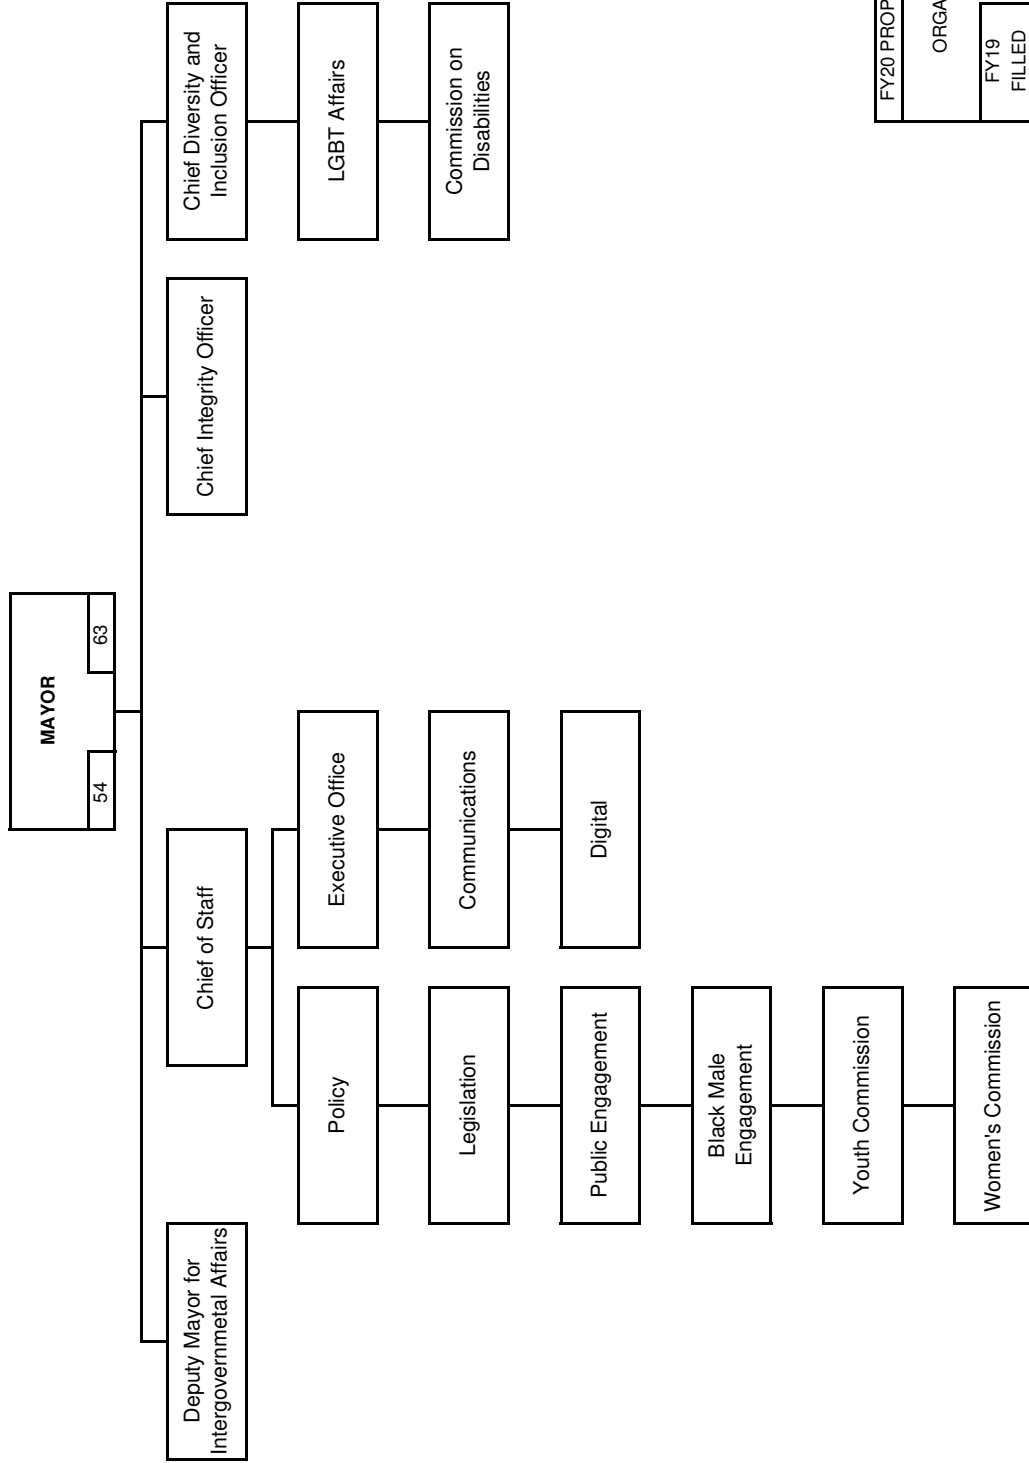 MAYOR
54
63
Deputy Mayor for
Intergovernmetal Affairs
Chief of Staff
Chief Integrity Officer
Chief Diversity and
Inclusion Officer
Policy
Executive Office
LGBT Affairs
Legislation
Communications
Commission on
Disabilities
Public Engagement
Digital
Black Male
Engagement
Youth Commission
Women's Commission
FY20 PROP
ORGA
FY19
FILLED